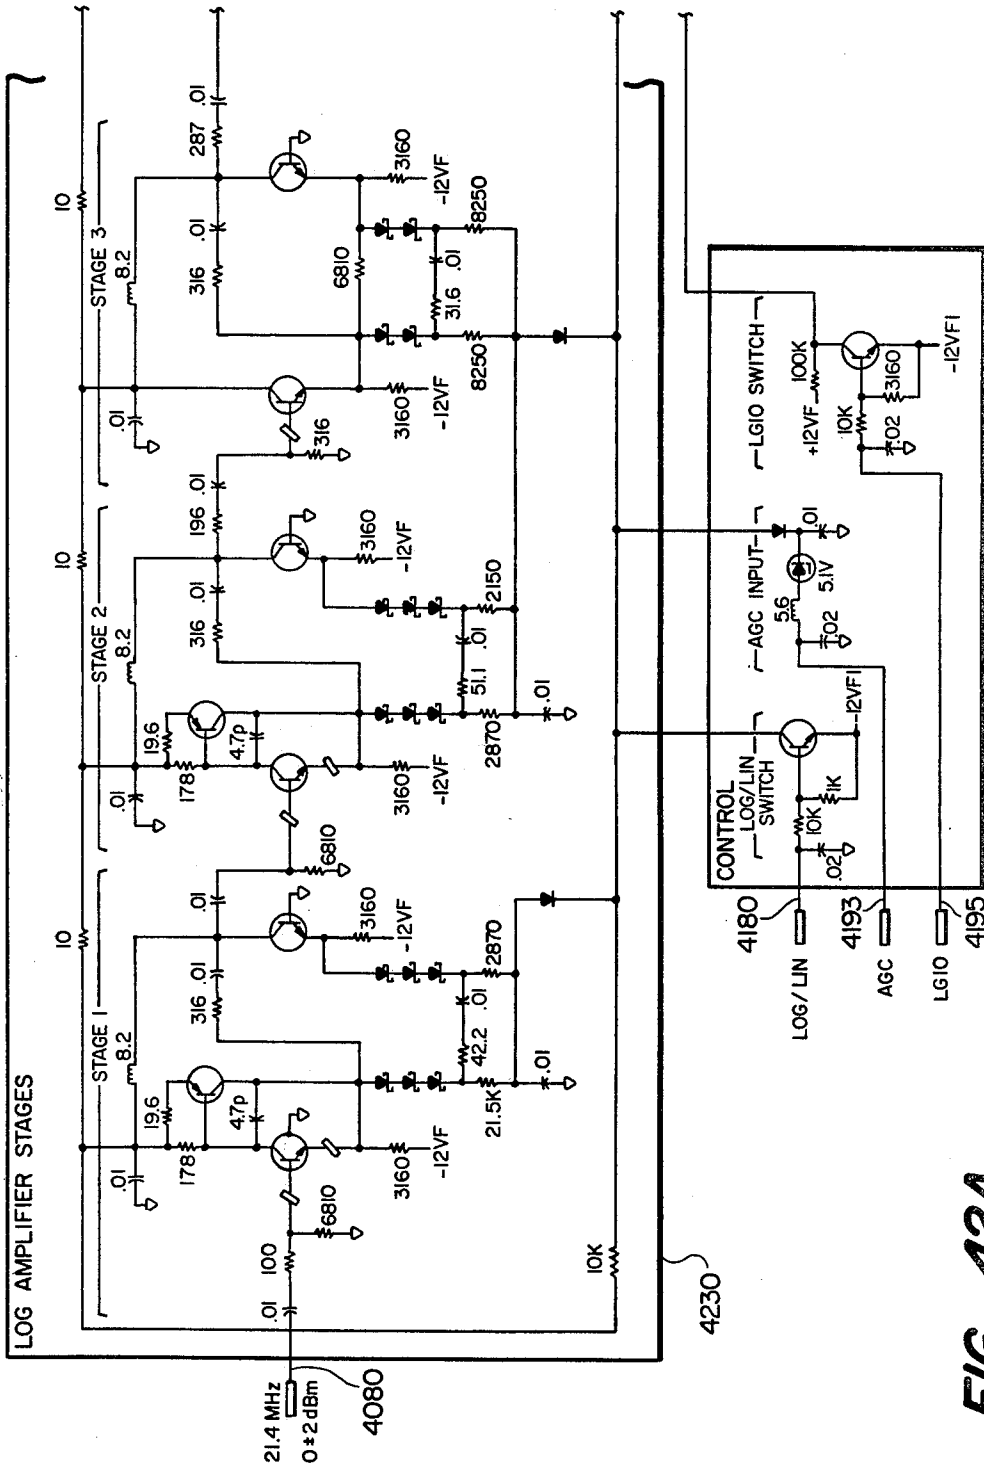 LOG AMPLIFIER STAGES
STAGE 1
STAGE 2
STAGE 3
10
10
10
8.2
8.2
8.2
.01
19.6
178
4.7p
316
.01
.01
.01
19.6
178
4.7p
316
.01
196
.01
.01
316
.01
287
.01
21.4 MHz
0±2dBm
4080
.01
100
6810
3160
-12VF
3160
-12VF
6810
3160
-12VF
3160
-12VF
316
3160
-12VF
6810
3160
-12VF
42.2
.01
21.5K
2870
.01
51.1
.01
2870
2150
.01
31.6
.01
8250
8250
10K
4230
CONTROL
LOG/LIN
SWITCH
AGC INPUT
LG10 SWITCH
4180
LOG/LIN
.02
10K
1K
-12VF1
4193
AGC
.02
5.6
5.1V
.01
4195
LG10
.02
10K
3160
+12VF
100K
-12VF1
FIG 42A